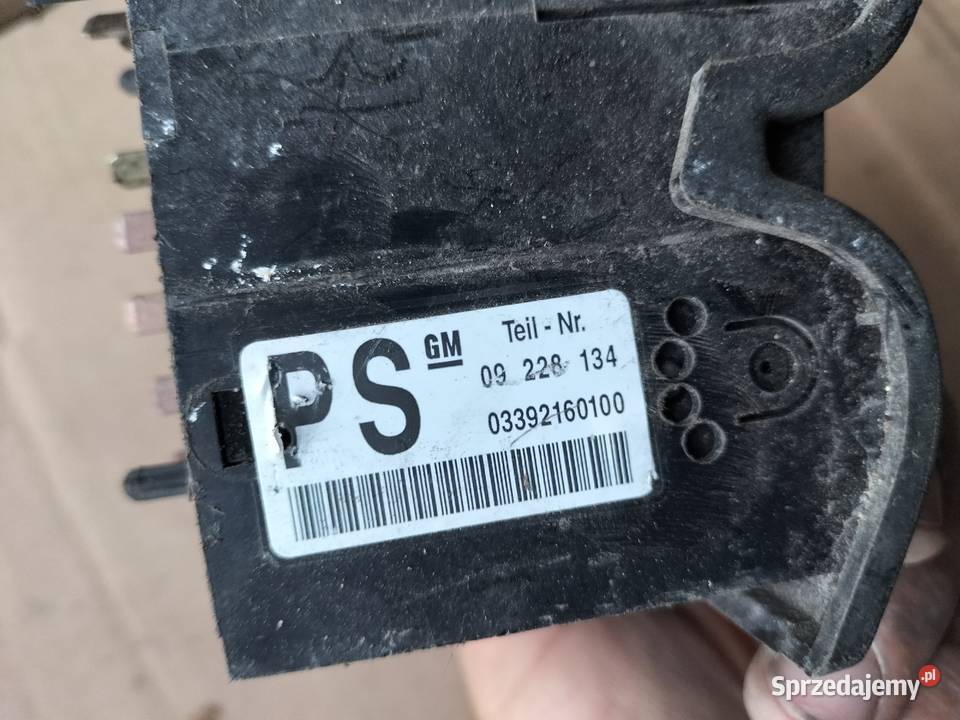 PS GM Teil - Nr.
09 228 134
03392160100
Sprzedajemy.pl